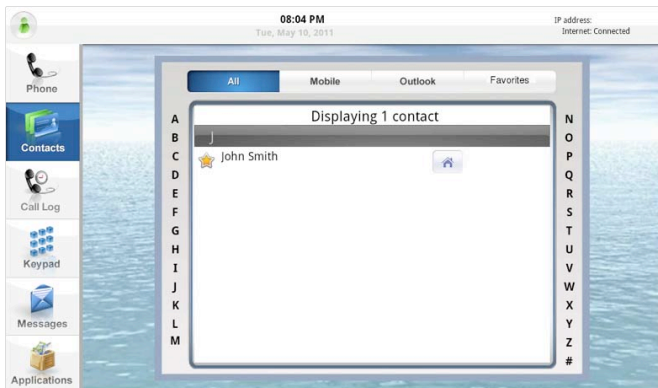 08:04 PM
Tue, May 10, 2011
IP address:
Internet: Connected
Phone
Contacts
Call Log
Keypad
Messages
Applications
All
Mobile
Outlook
Favorites
Displaying 1 contact
J
John Smith
A
B
C
D
E
F
G
H
I
J
K
L
M
N
O
P
Q
R
S
T
U
V
W
X
Y
Z
#